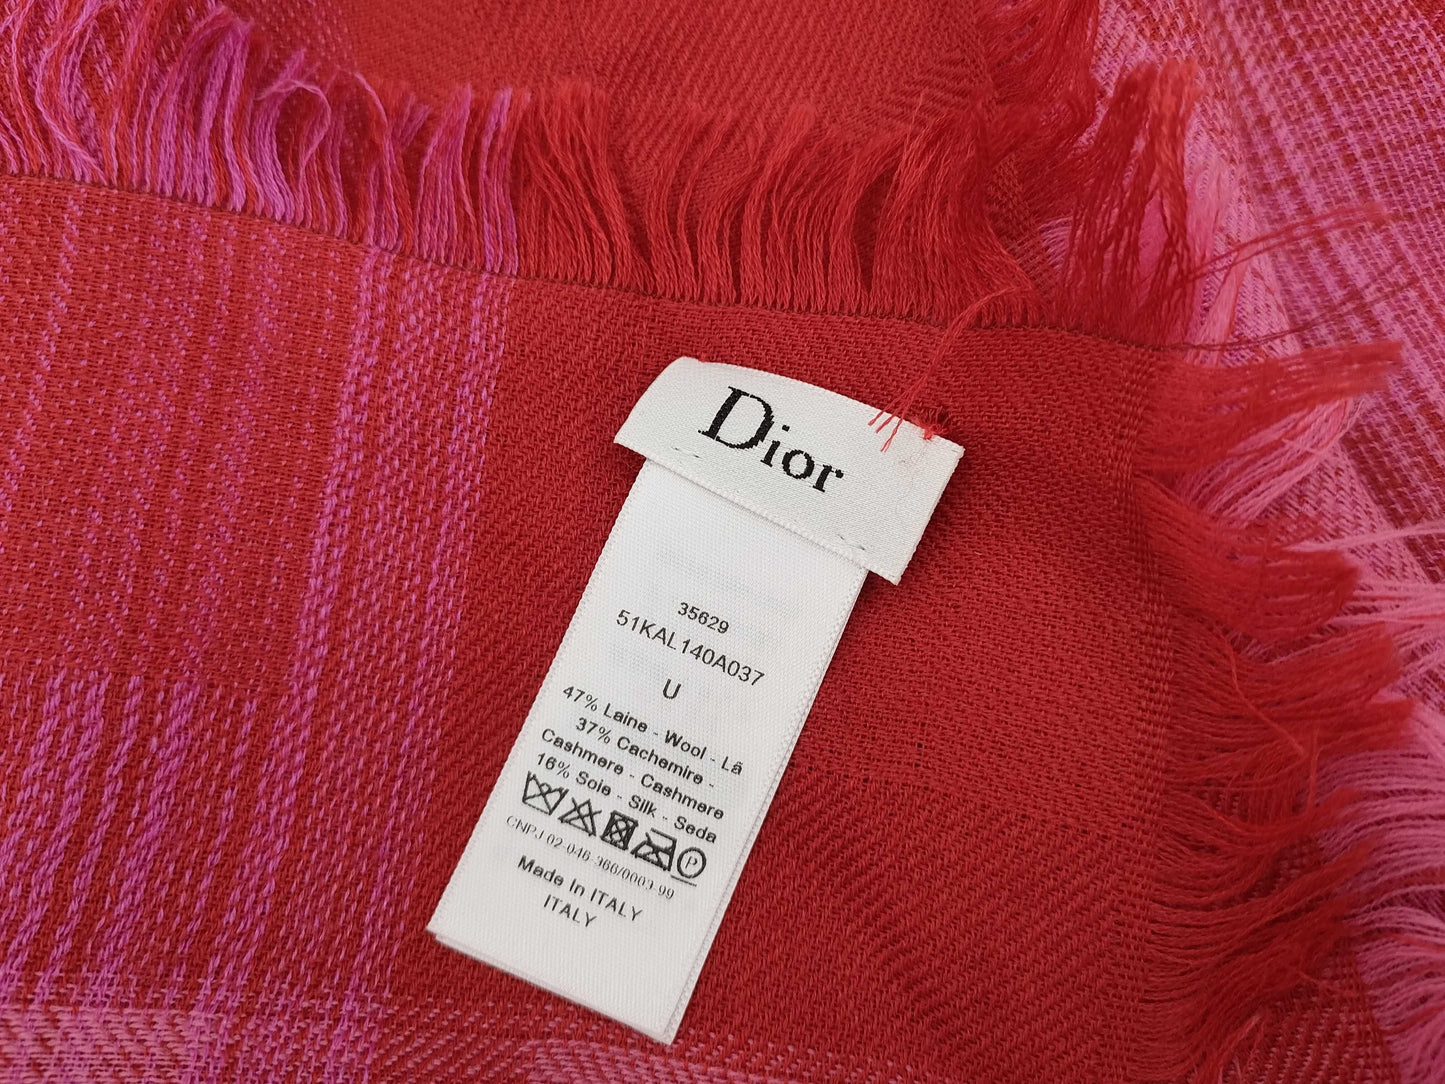 Dior
35629
51KAL140A037
U
47% Laine - Wool - Lã
37% Cachemire -
Cashmere - Cashmere
16% Soie - Silk - Seda
P
CNPJ 02-046-366/0003-99
Made In ITALY
ITALY